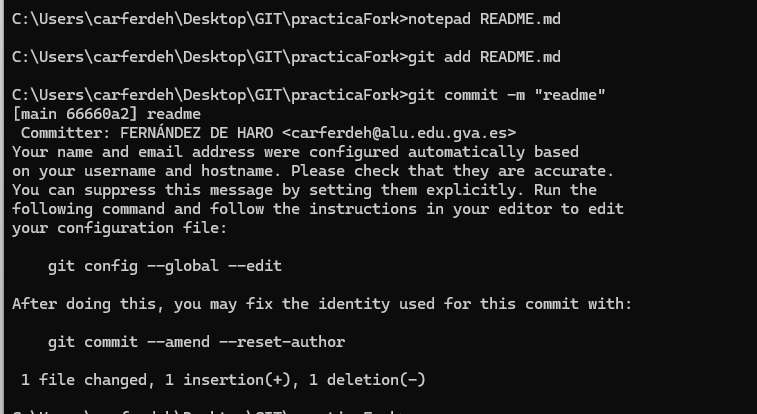 C:\Users\carferdeh\Desktop\GIT\practicaFork>notepad README.md
C:\Users\carferdeh\Desktop\GIT\practicaFork>git add README.md
C:\Users\carferdeh\Desktop\GIT\practicaFork>git commit -m "readme"
[main 66660a2] readme
 Committer: FERNÁNDEZ DE HARO <carferdeh@alu.edu.gva.es>
Your name and email address were configured automatically based
on your username and hostname. Please check that they are accurate.
You can suppress this message by setting them explicitly. Run the
following command and follow the instructions in your editor to edit
your configuration file:
    git config --global --edit
After doing this, you may fix the identity used for this commit with:
    git commit --amend --reset-author
 1 file changed, 1 insertion(+), 1 deletion(-)